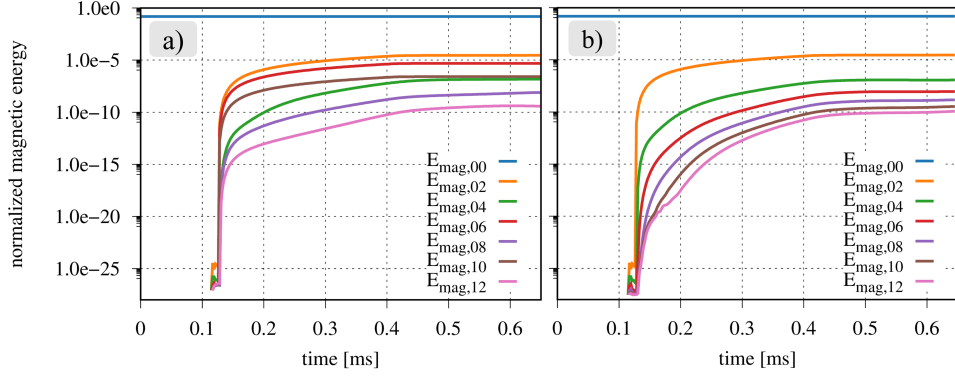 a)
b)
normalized magnetic energy
1.0e0
1.0e-5
1.0e-10
1.0e-15
1.0e-20
1.0e-25
E_mag,00
E_mag,02
E_mag,04
E_mag,06
E_mag,08
E_mag,10
E_mag,12
0 0.1 0.2 0.3 0.4 0.5 0.6
time [ms]
E_mag,00
E_mag,02
E_mag,04
E_mag,06
E_mag,08
E_mag,10
E_mag,12
0 0.1 0.2 0.3 0.4 0.5 0.6
time [ms]